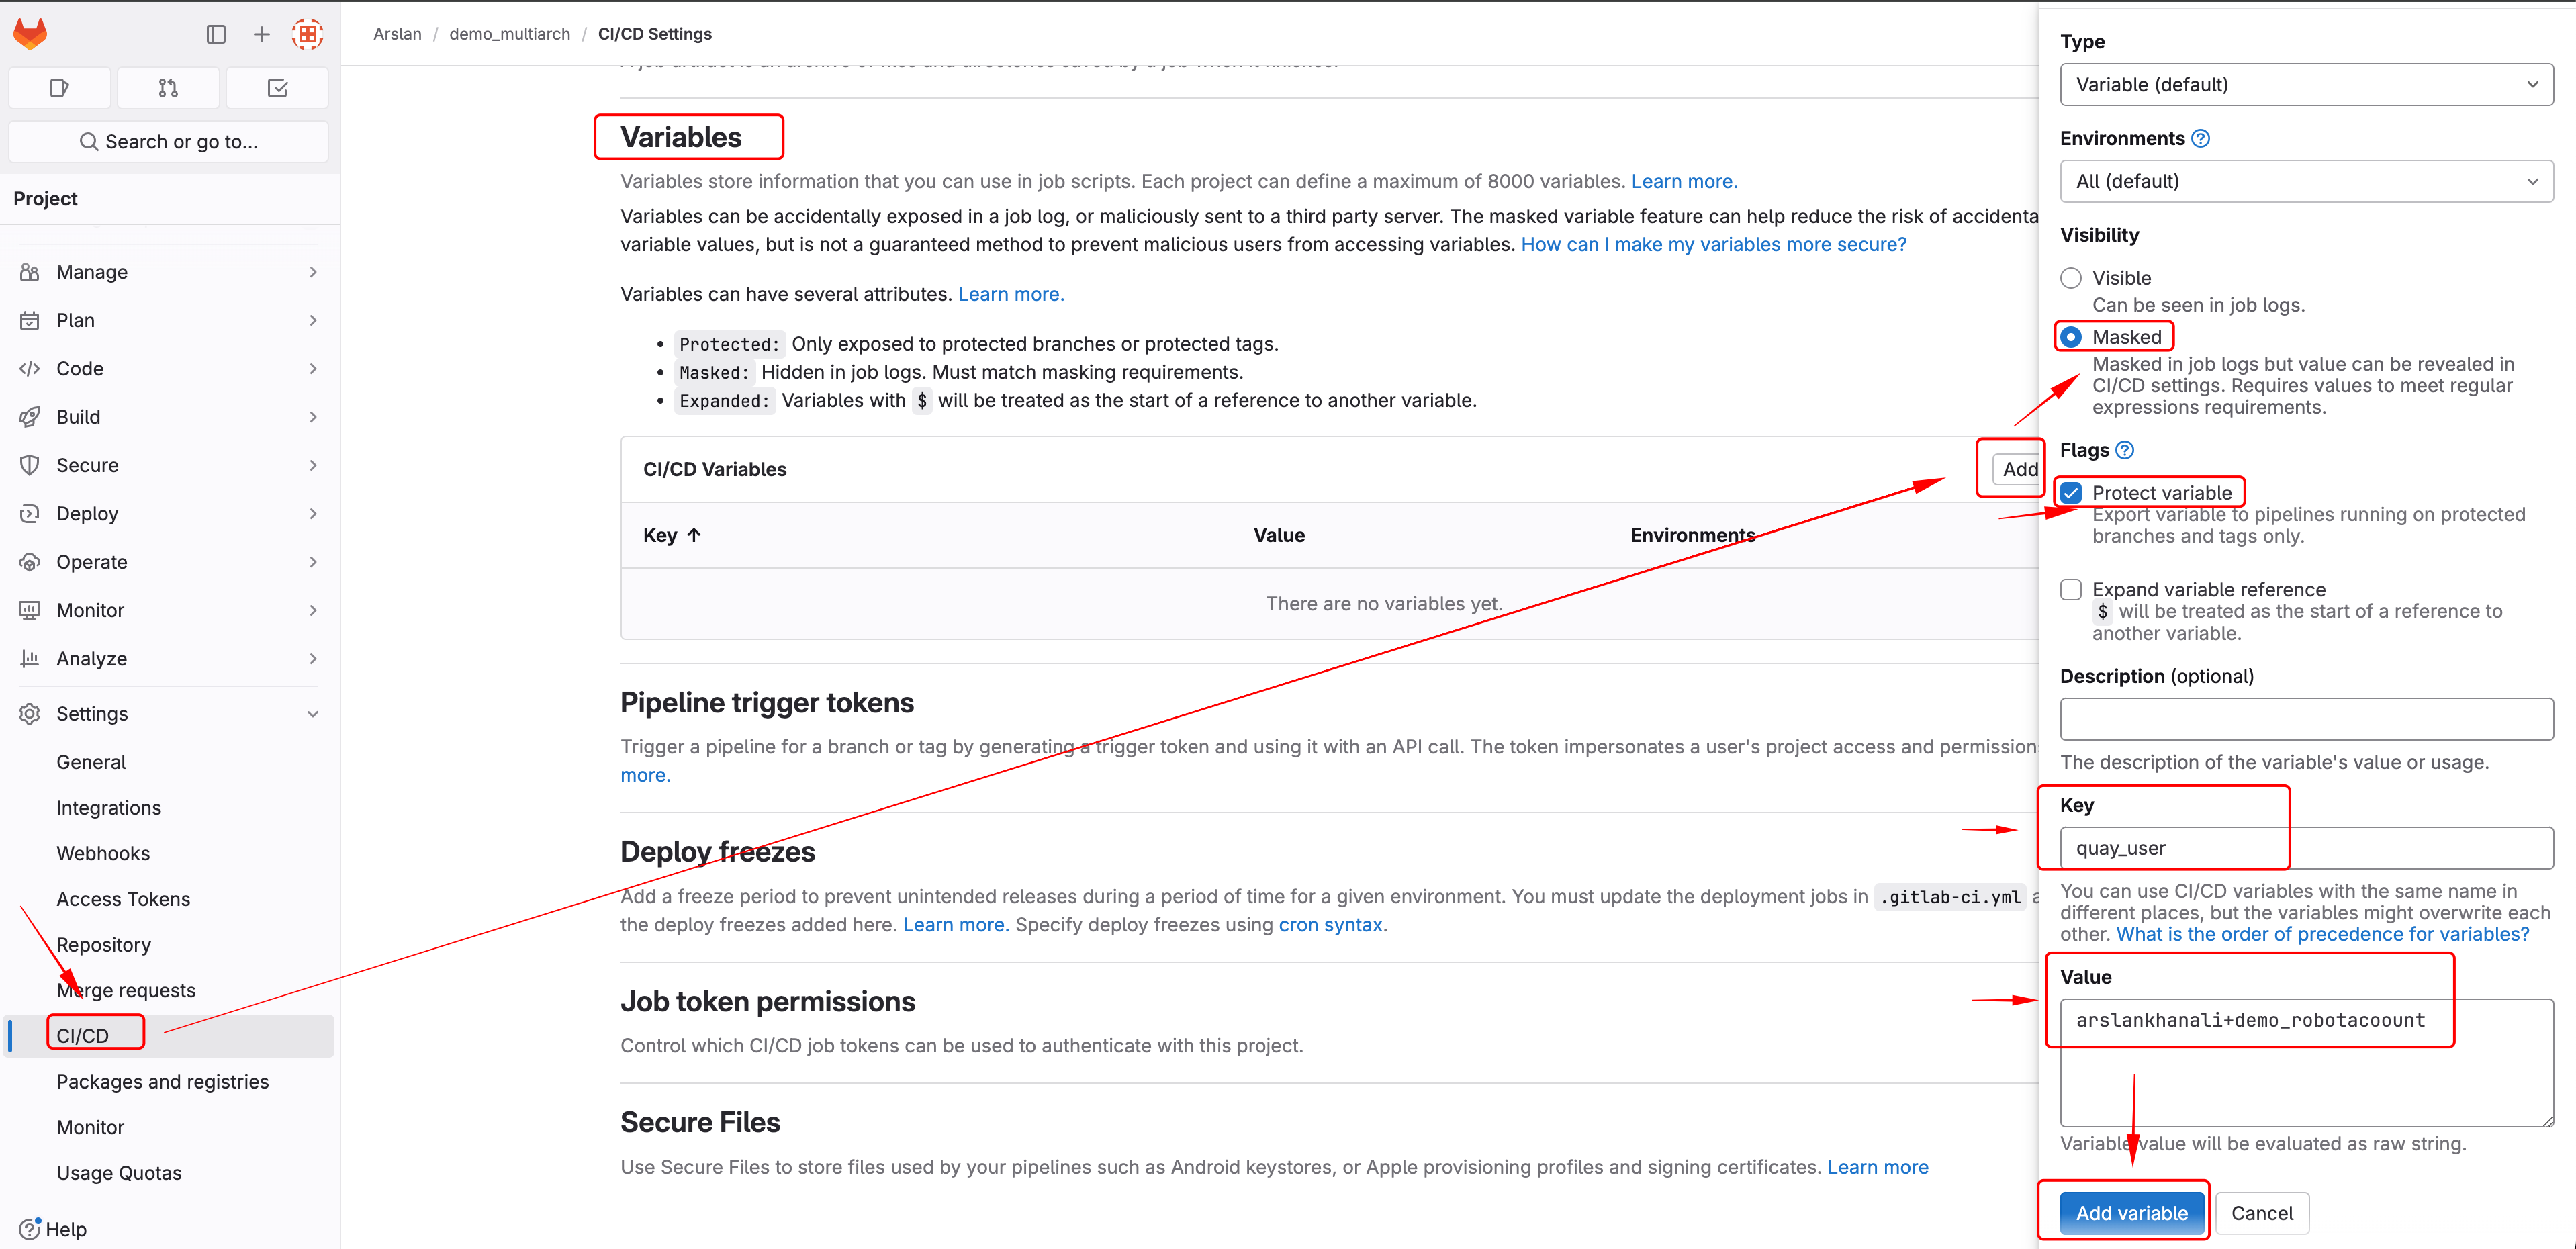 Search or go to...
Project
Manage
Plan
Code
Build
Secure
Deploy
Operate
Monitor
Analyze
Settings
General
Integrations
Webhooks
Access Tokens
Repository
Merge requests
CI/CD
Packages and registries
Monitor
Usage Quotas
Help
Arslan / demo_multiarch / CI/CD Settings
Variables
Variables store information that you can use in job scripts. Each project can define a maximum of 8000 variables. Learn more.
Variables can be accidentally exposed in a job log, or maliciously sent to a third party server. The masked variable feature can help reduce the risk of accidenta
variable values, but is not a guaranteed method to prevent malicious users from accessing variables. How can I make my variables more secure?
Variables can have several attributes. Learn more.
• Protected: Only exposed to protected branches or protected tags.
• Masked: Hidden in job logs. Must match masking requirements.
• Expanded: Variables with $ will be treated as the start of a reference to another variable.
CI/CD Variables Add
Key ↑ Value Environments
There are no variables yet.
Pipeline trigger tokens
Trigger a pipeline for a branch or tag by generating a trigger token and using it with an API call. The token impersonates a user's project access and permission
more.
Deploy freezes
Add a freeze period to prevent unintended releases during a period of time for a given environment. You must update the deployment jobs in .gitlab-ci.yml a
the deploy freezes added here. Learn more. Specify deploy freezes using cron syntax.
Job token permissions
Control which CI/CD job tokens can be used to authenticate with this project.
Secure Files
Use Secure Files to store files used by your pipelines such as Android keystores, or Apple provisioning profiles and signing certificates. Learn more
Type
Variable (default)
Environments
All (default)
Visibility
Visible
Can be seen in job logs.
Masked
Masked in job logs but value can be revealed in
CI/CD settings. Requires values to meet regular
expressions requirements.
Flags
Protect variable
Export variable to pipelines running on protected
branches and tags only.
Expand variable reference
$ will be treated as the start of a reference to
another variable.
Description (optional)
The description of the variable's value or usage.
Key
quay_user
You can use CI/CD variables with the same name in
different places, but the variables might overwrite each
other. What is the order of precedence for variables?
Value
arslankhanali+demo_robotacoount
Variable value will be evaluated as raw string.
Add variable Cancel